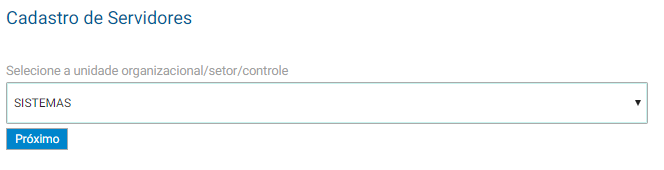 Cadastro de Servidores
Selecione a unidade organizacional/setor/controle
SISTEMAS
Próximo